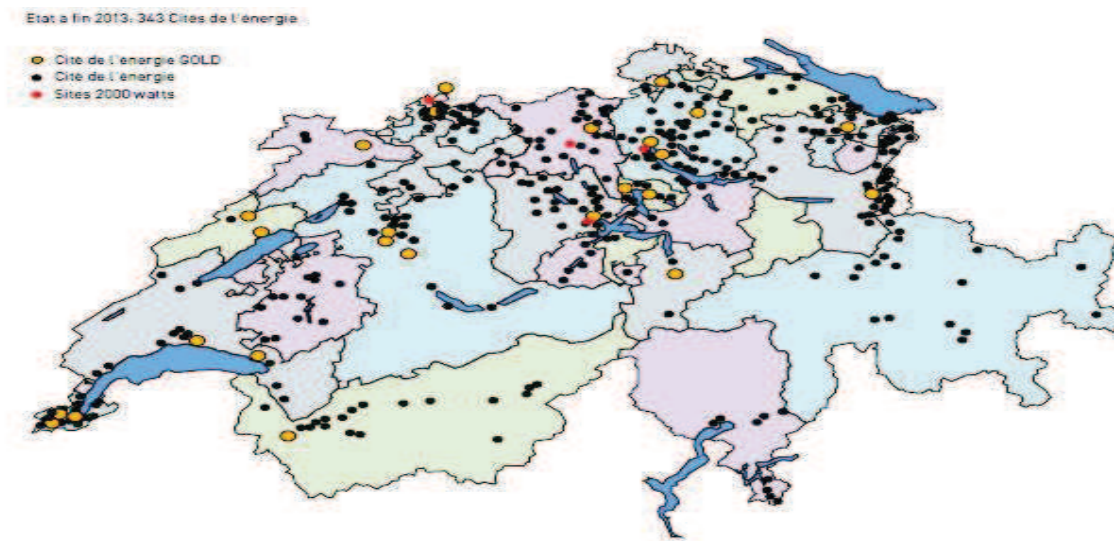 Etat à fin 2013: 343 Cités de l'énergie
Cité de l'énergie GOLD
Cité de l'énergie
Sites 2000 watts